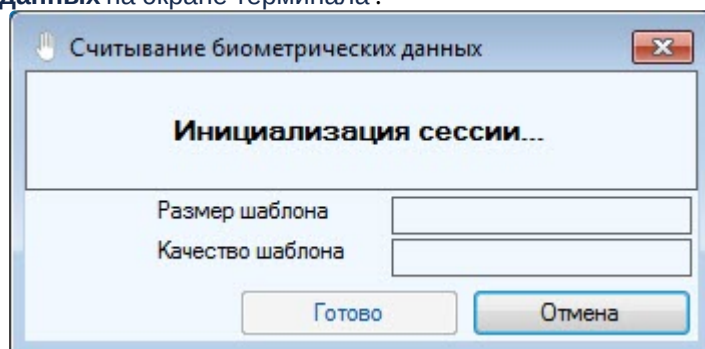 данных на экране терминала :
Считывание биометрических данных
Инициализация сессии...
Размер шаблона
Качество шаблона
Готово
Отмена